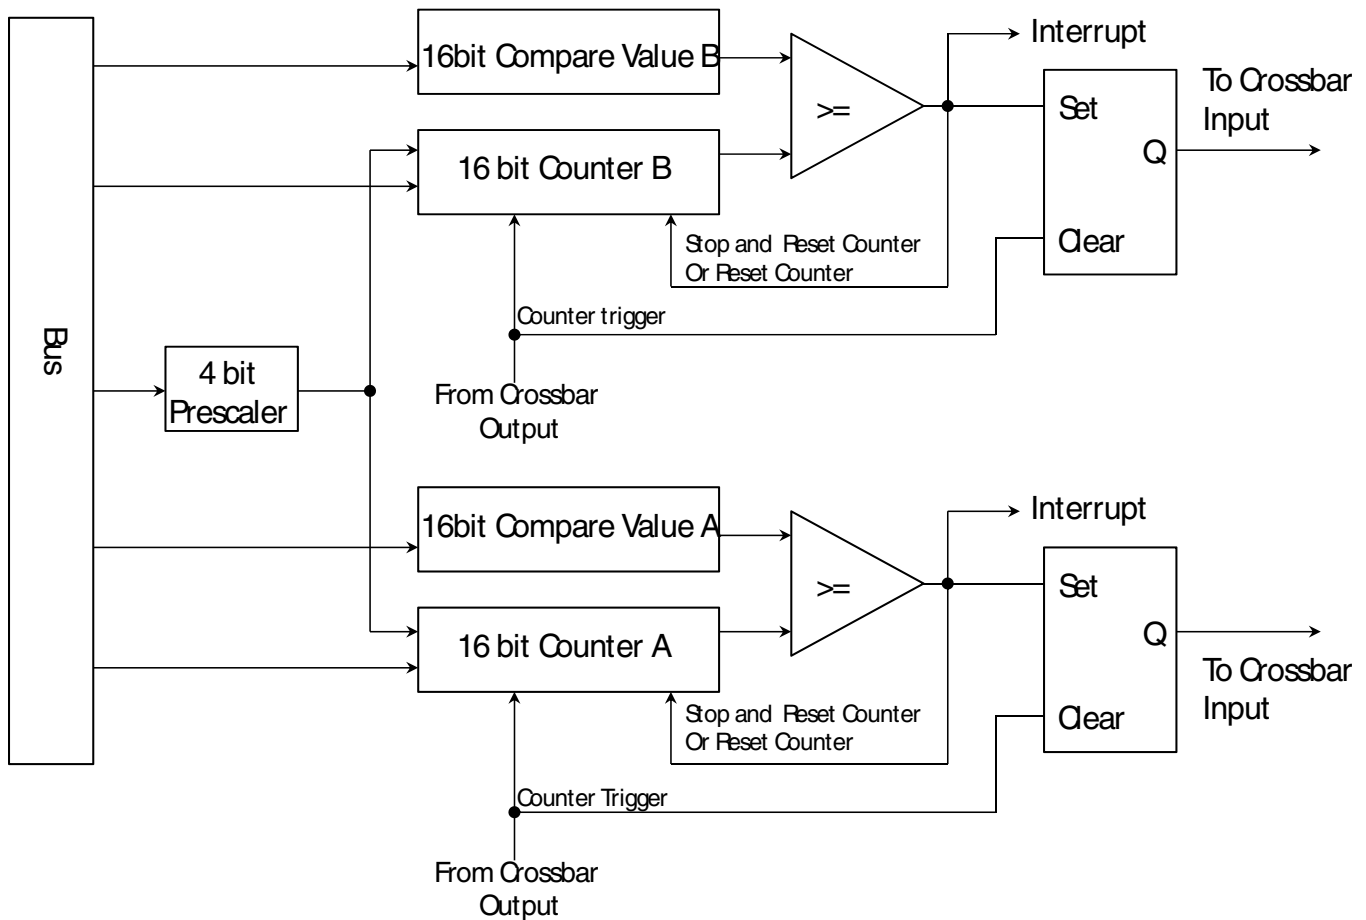 16bit Compare Value B
>=
Interrupt
Set
Q
Clear
To Crossbar
Input
16 bit Counter B
Stop and Reset Counter
Or Reset Counter
Counter trigger
From Crossbar
Output
Bus
4 bit
Prescaler
16bit Compare Value A
>=
Interrupt
Set
Q
Clear
To Crossbar
Input
16 bit Counter A
Stop and Reset Counter
Or Reset Counter
Counter Trigger
From Crossbar
Output